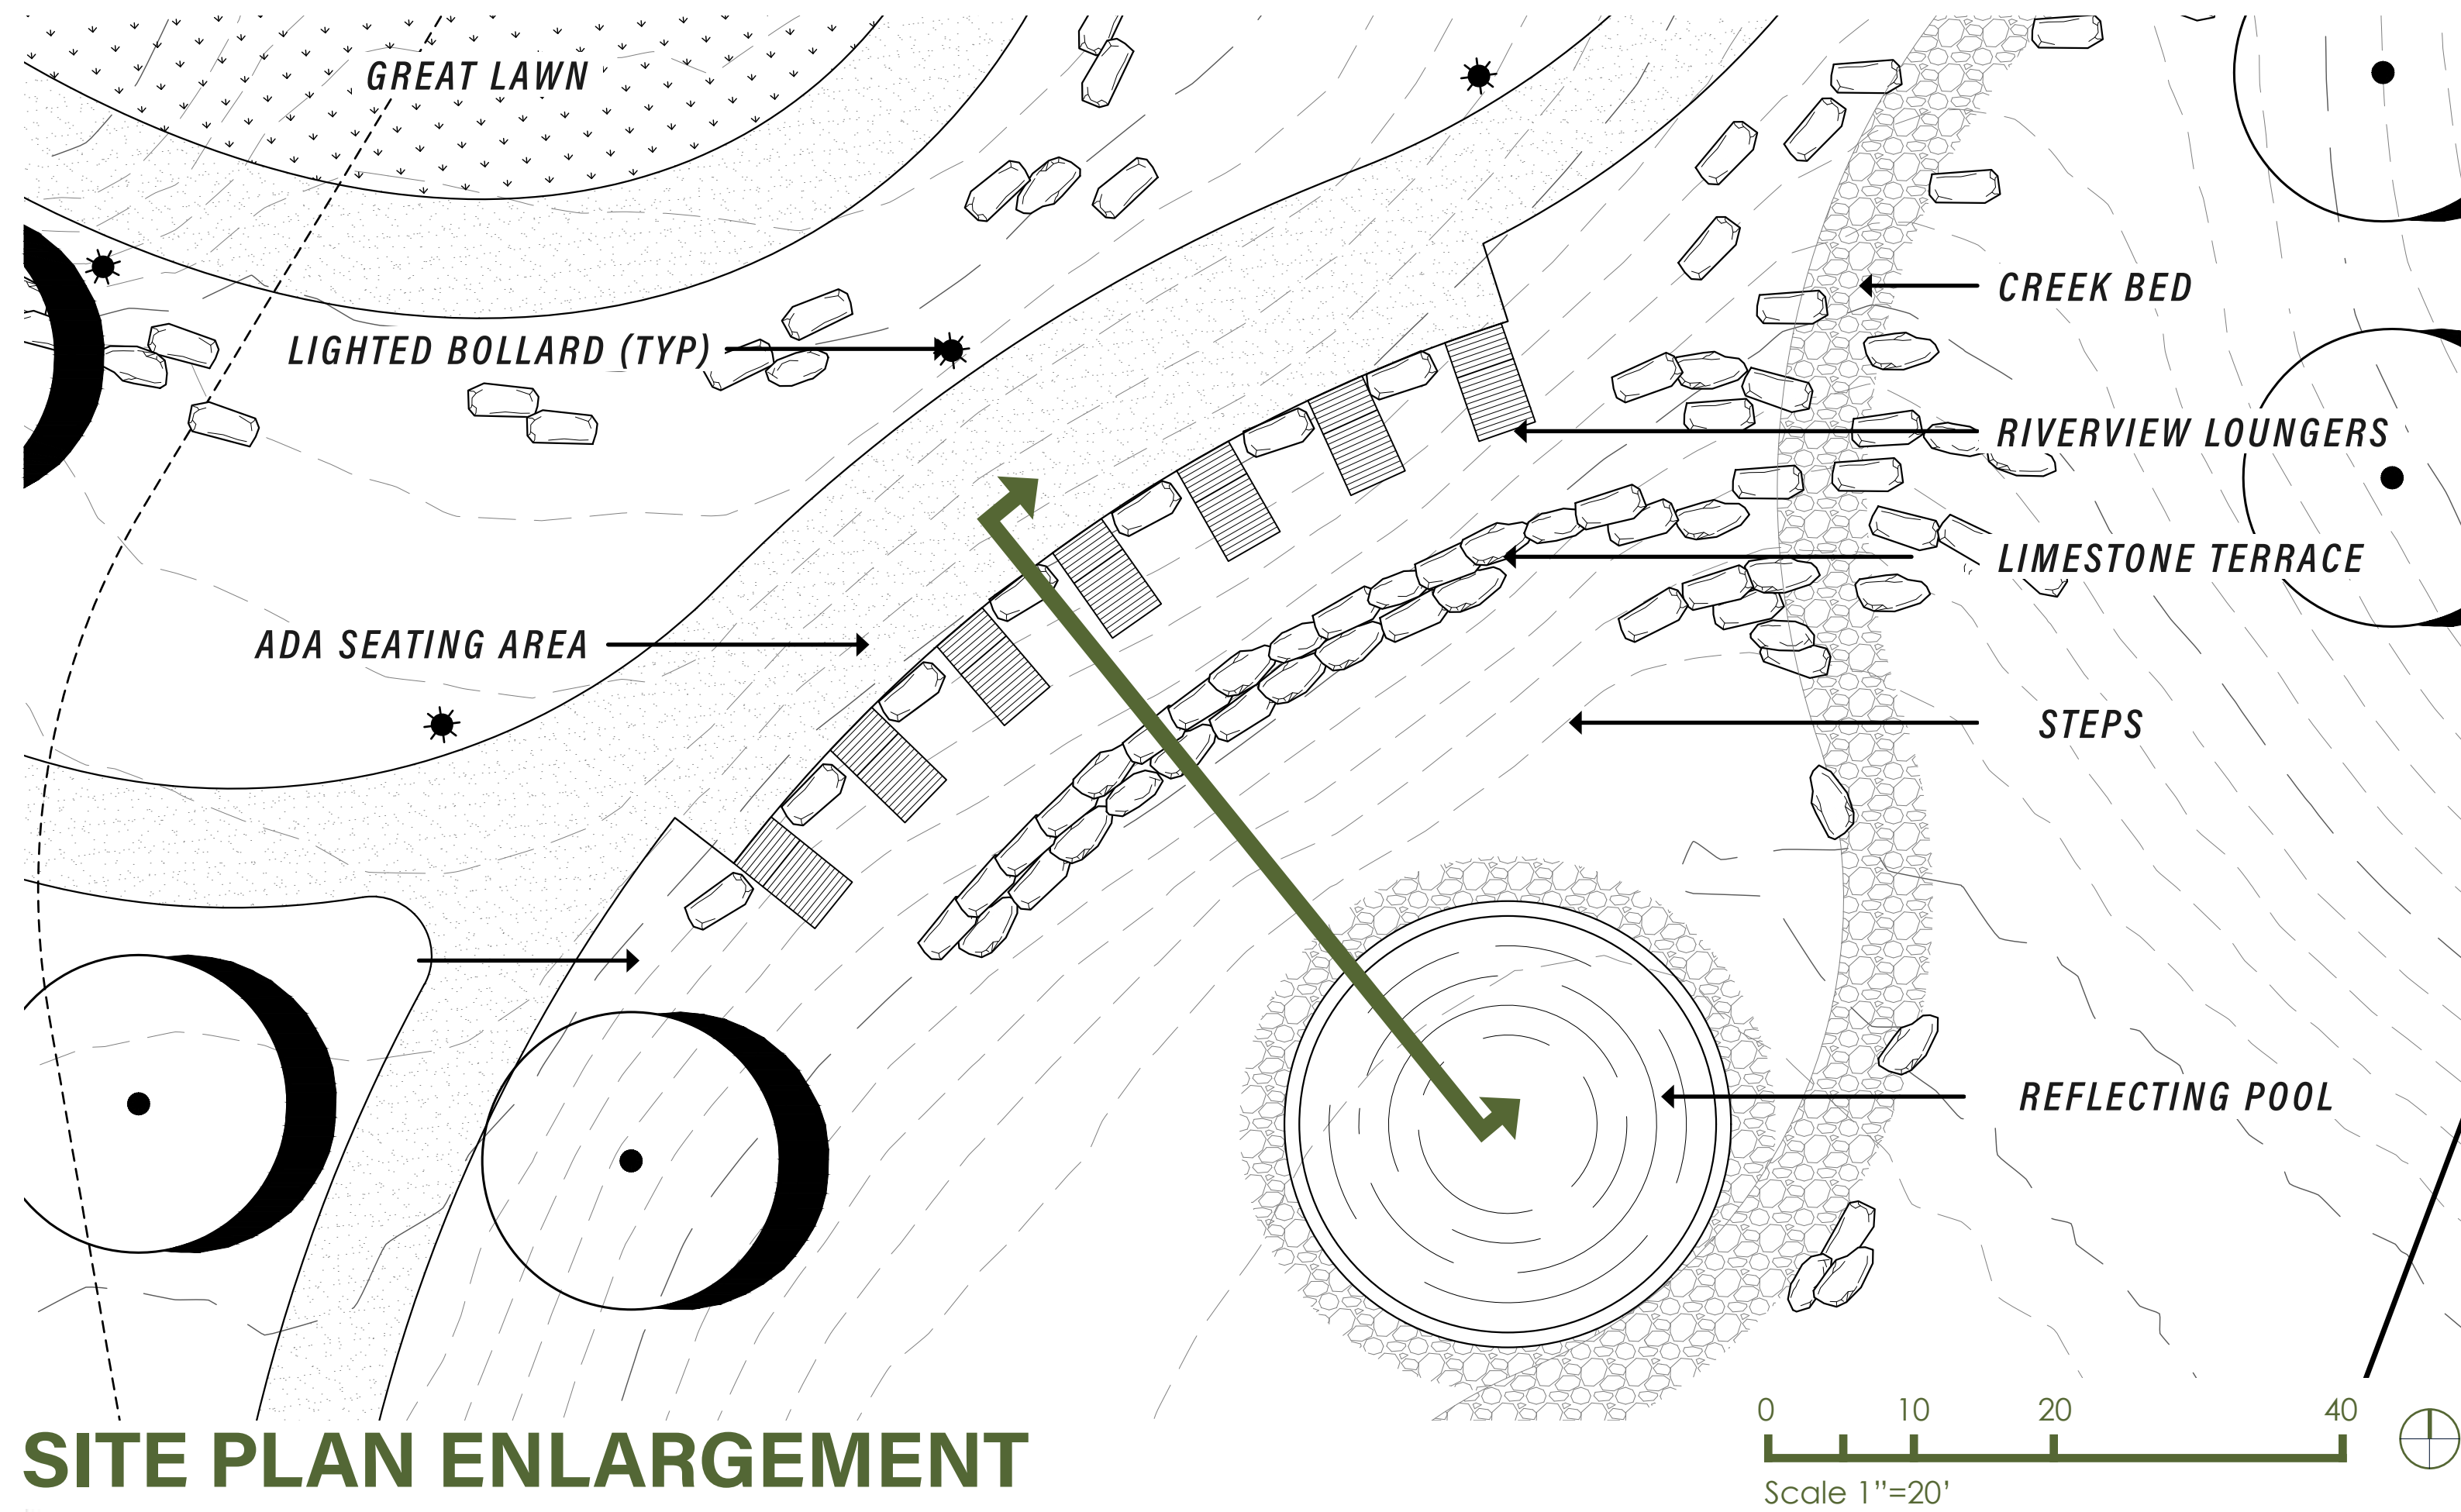 GREAT LAWN
CREEK BED
LIGHTED BOLLARD (TYP)
RIVERVIEW LOUNGERS
LIMESTONE TERRACE
ADA SEATING AREA
STEPS
REFLECTING POOL
0 10 20 40
SITE PLAN ENLARGEMENT
Scale 1”=20’